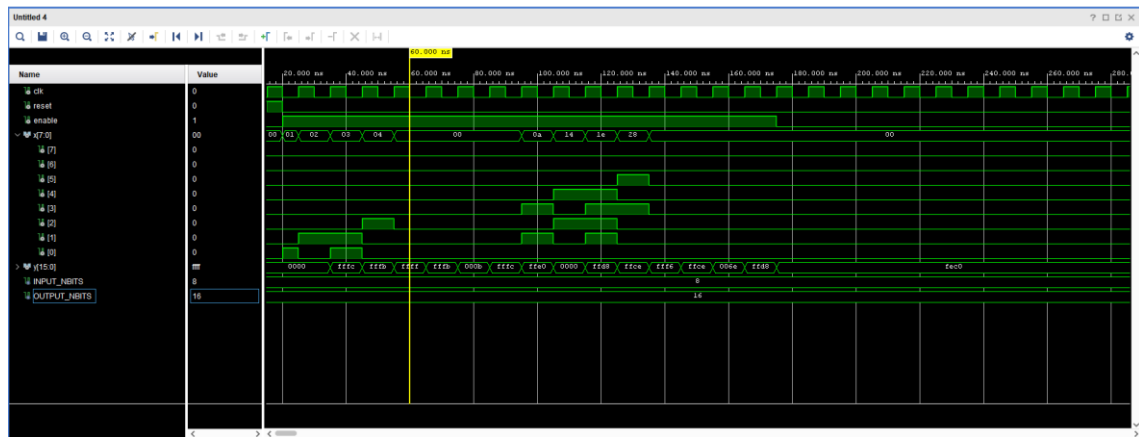 Untitled 4
60.000 ns
Name Value
20.000 ns 40.000 ns 60.000 ns 80.000 ns 100.000 ns 120.000 ns 140.000 ns 160.000 ns 180.000 ns 200.000 ns 220.000 ns 240.000 ns 260.000 ns 280.
clk 0
reset 0
enable 1
x[7:0] 00 00 01 02 03 04 00 0a 14 1e 28 00
[7] 0
[6] 0
[5] 0
[4] 0
[3] 0
[2] 0
[1] 0
[0] 0
y[15:0] ffff 0000 fffc fffb ffff fffb 000b fffc ffe0 0000 ffd8 ffce fff6 ffce 006e ffd8 fec0
INPUT_NBITS 8 8
OUTPUT_NBITS 16 16